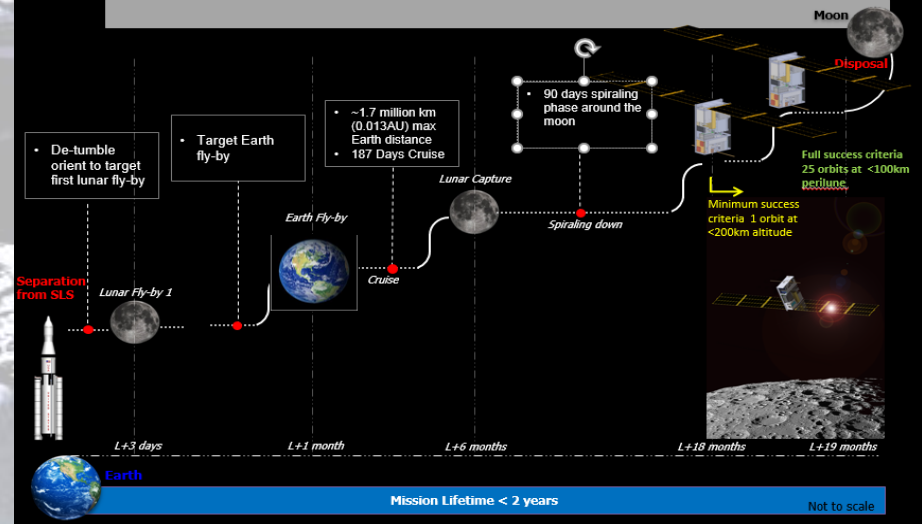 Moon
Disposal
• ~1.7 million km
(0.013AU) max
Earth distance
• 187 Days Cruise
• 90 days spiraling
phase around the
moon
• De-tumble
orient to target
first lunar fly-by
• Target Earth
fly-by
Lunar Capture
Full success criteria
25 orbits at <100km
perilune
Minimum success
criteria 1 orbit at
<200km altitude
Earth Fly-by
Spiraling down
Cruise
Separation
from SLS
Lunar Fly-by 1
L+3 days
L+1 month
L+6 months
L+18 months
L+19 months
Earth
Mission Lifetime < 2 years
Not to scale